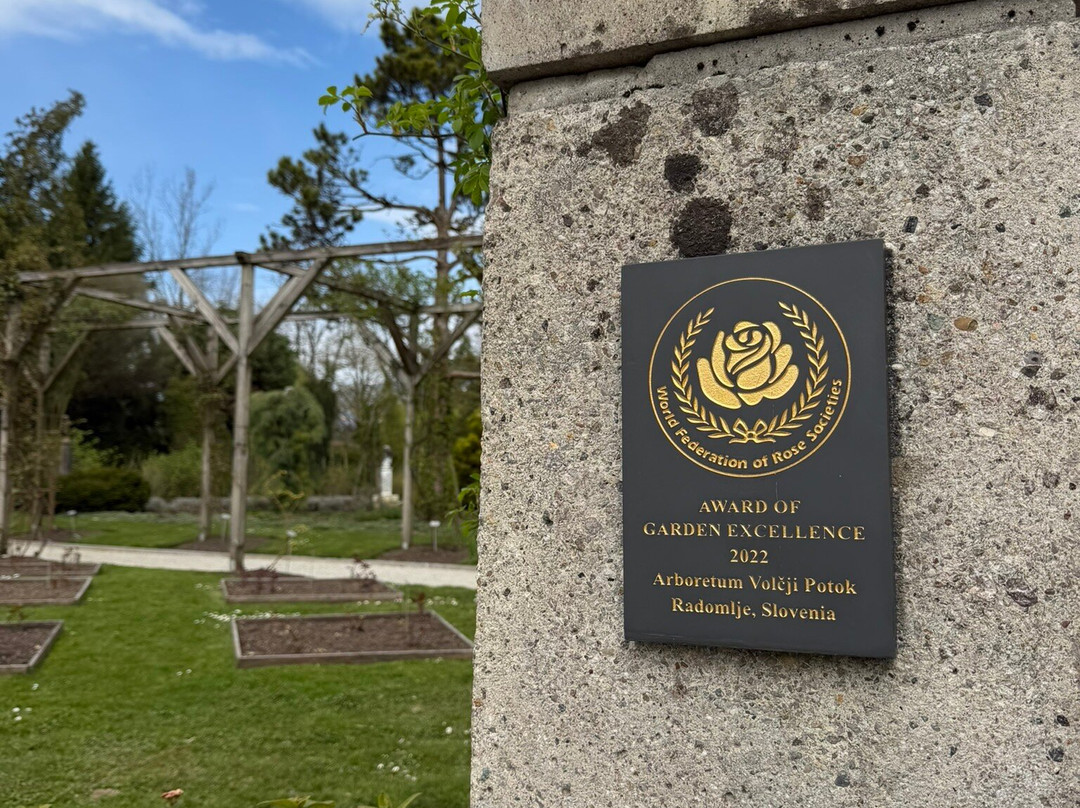 World Federation of Rose Societies
AWARD OF
GARDEN EXCELLENCE
2022
Arboretum Volčji Potok
Radomlje, Slovenia